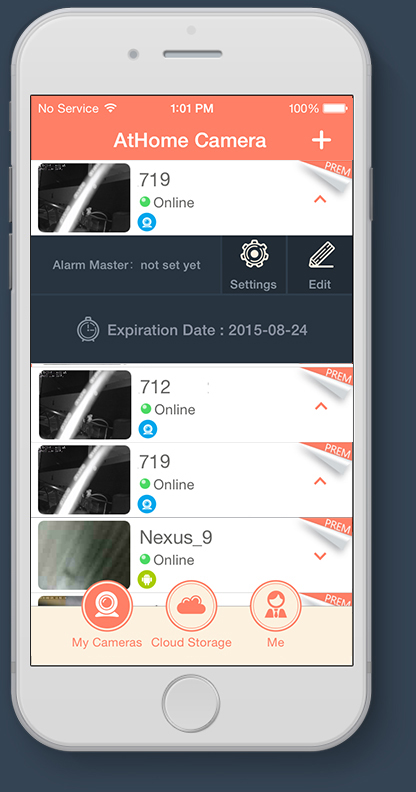 No Service 1:01 PM 100%
AtHome Camera
PREM
719
Online
Alarm Master: not set yet
Settings
Edit
Expiration Date : 2015-08-24
PREM
712
Online
PREM
719
Online
PREM
Nexus_9
Online
PREM
My Cameras Cloud Storage Me